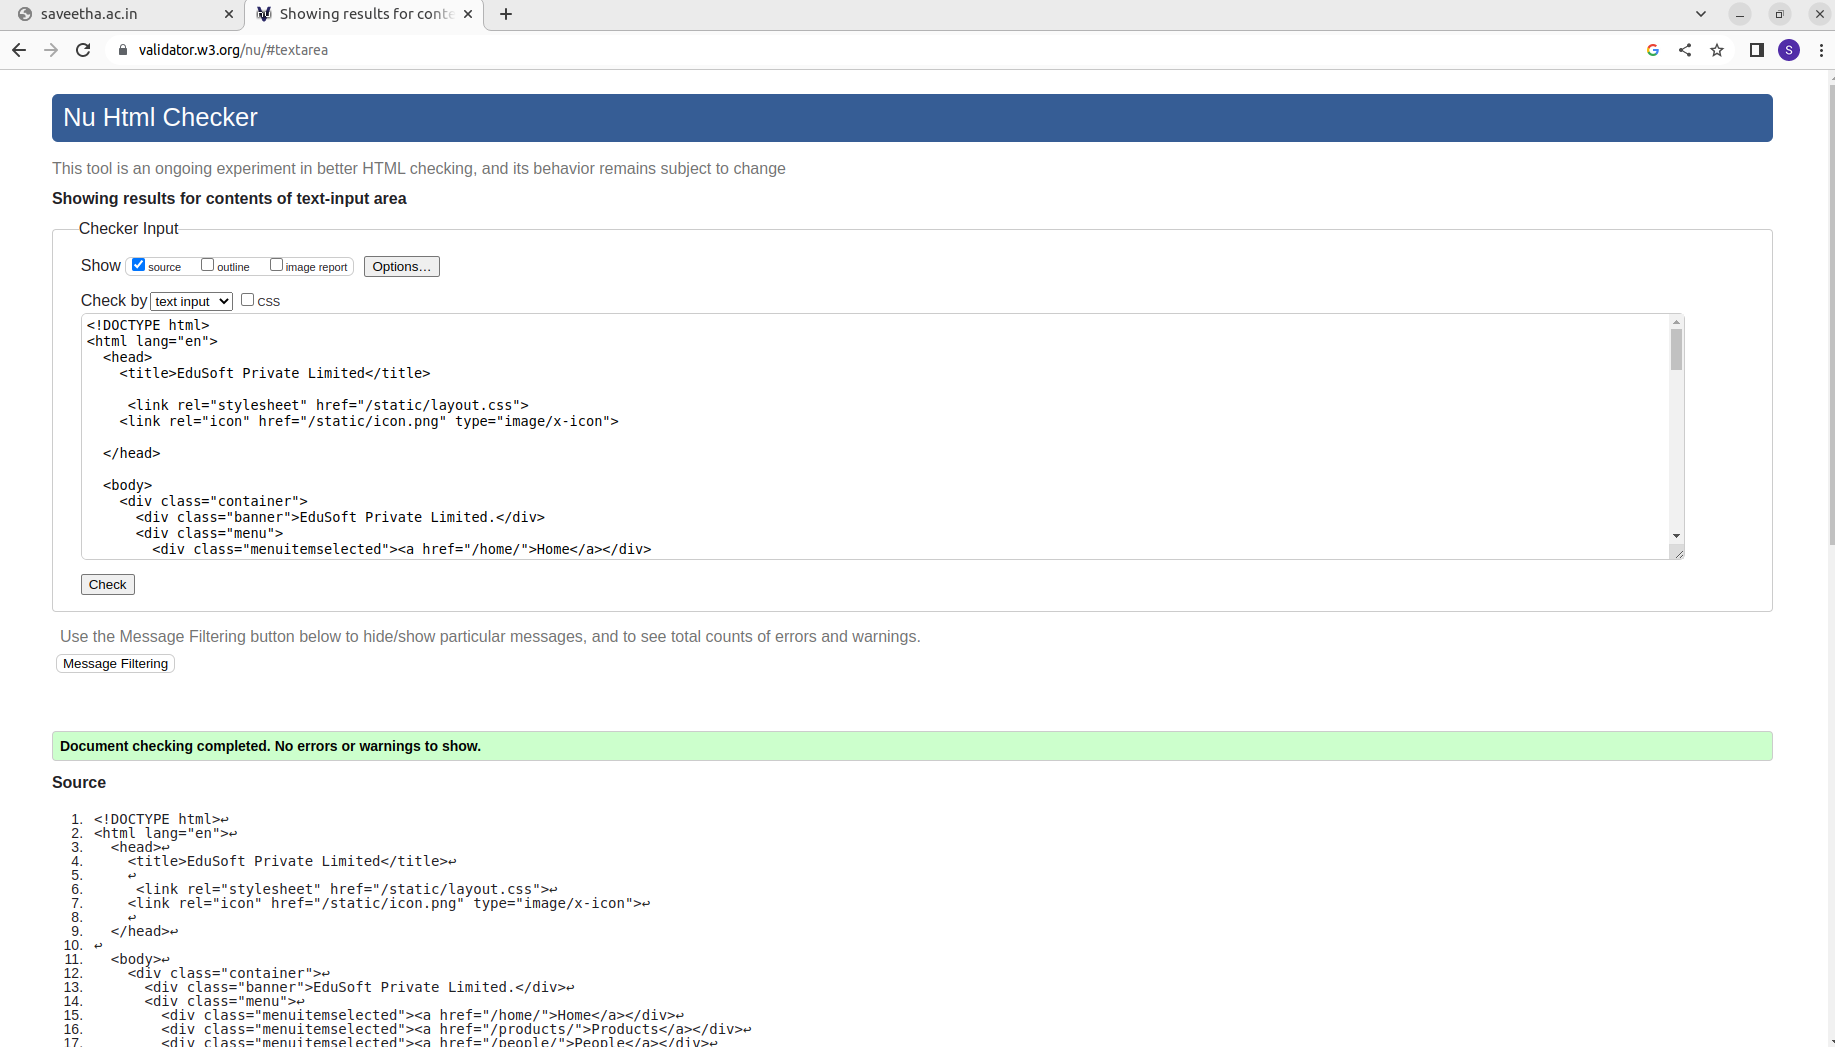 saveetha.ac.in
Showing results for conte
validator.w3.org/nu/#textarea
S
Nu Html Checker
This tool is an ongoing experiment in better HTML checking, and its behavior remains subject to change
Showing results for contents of text-input area
Checker Input
Show source outline image report Options...
Check by text input CSS
<!DOCTYPE html>
<html lang="en">
  <head>
    <title>EduSoft Private Limited</title>
     <link rel="stylesheet" href="/static/layout.css">
    <link rel="icon" href="/static/icon.png" type="image/x-icon">
  </head>
  <body>
    <div class="container">
      <div class="banner">EduSoft Private Limited.</div>
      <div class="menu">
        <div class="menuitemselected"><a href="/home/">Home</a></div>
Check
Use the Message Filtering button below to hide/show particular messages, and to see total counts of errors and warnings.
Message Filtering
Document checking completed. No errors or warnings to show.
Source
1. <!DOCTYPE html>↩
2. <html lang="en">↩
3.   <head>↩
4.     <title>EduSoft Private Limited</title>↩
5.     ↩
6.      <link rel="stylesheet" href="/static/layout.css">↩
7.     <link rel="icon" href="/static/icon.png" type="image/x-icon">↩
8.     ↩
9.   </head>↩
10. ↩
11.   <body>↩
12.     <div class="container">↩
13.       <div class="banner">EduSoft Private Limited.</div>↩
14.       <div class="menu">↩
15.         <div class="menuitemselected"><a href="/home/">Home</a></div>↩
16.         <div class="menuitemselected"><a href="/products/">Products</a></div>↩
17.         <div class="menuitemselected"><a href="/people/">People</a></div>↩